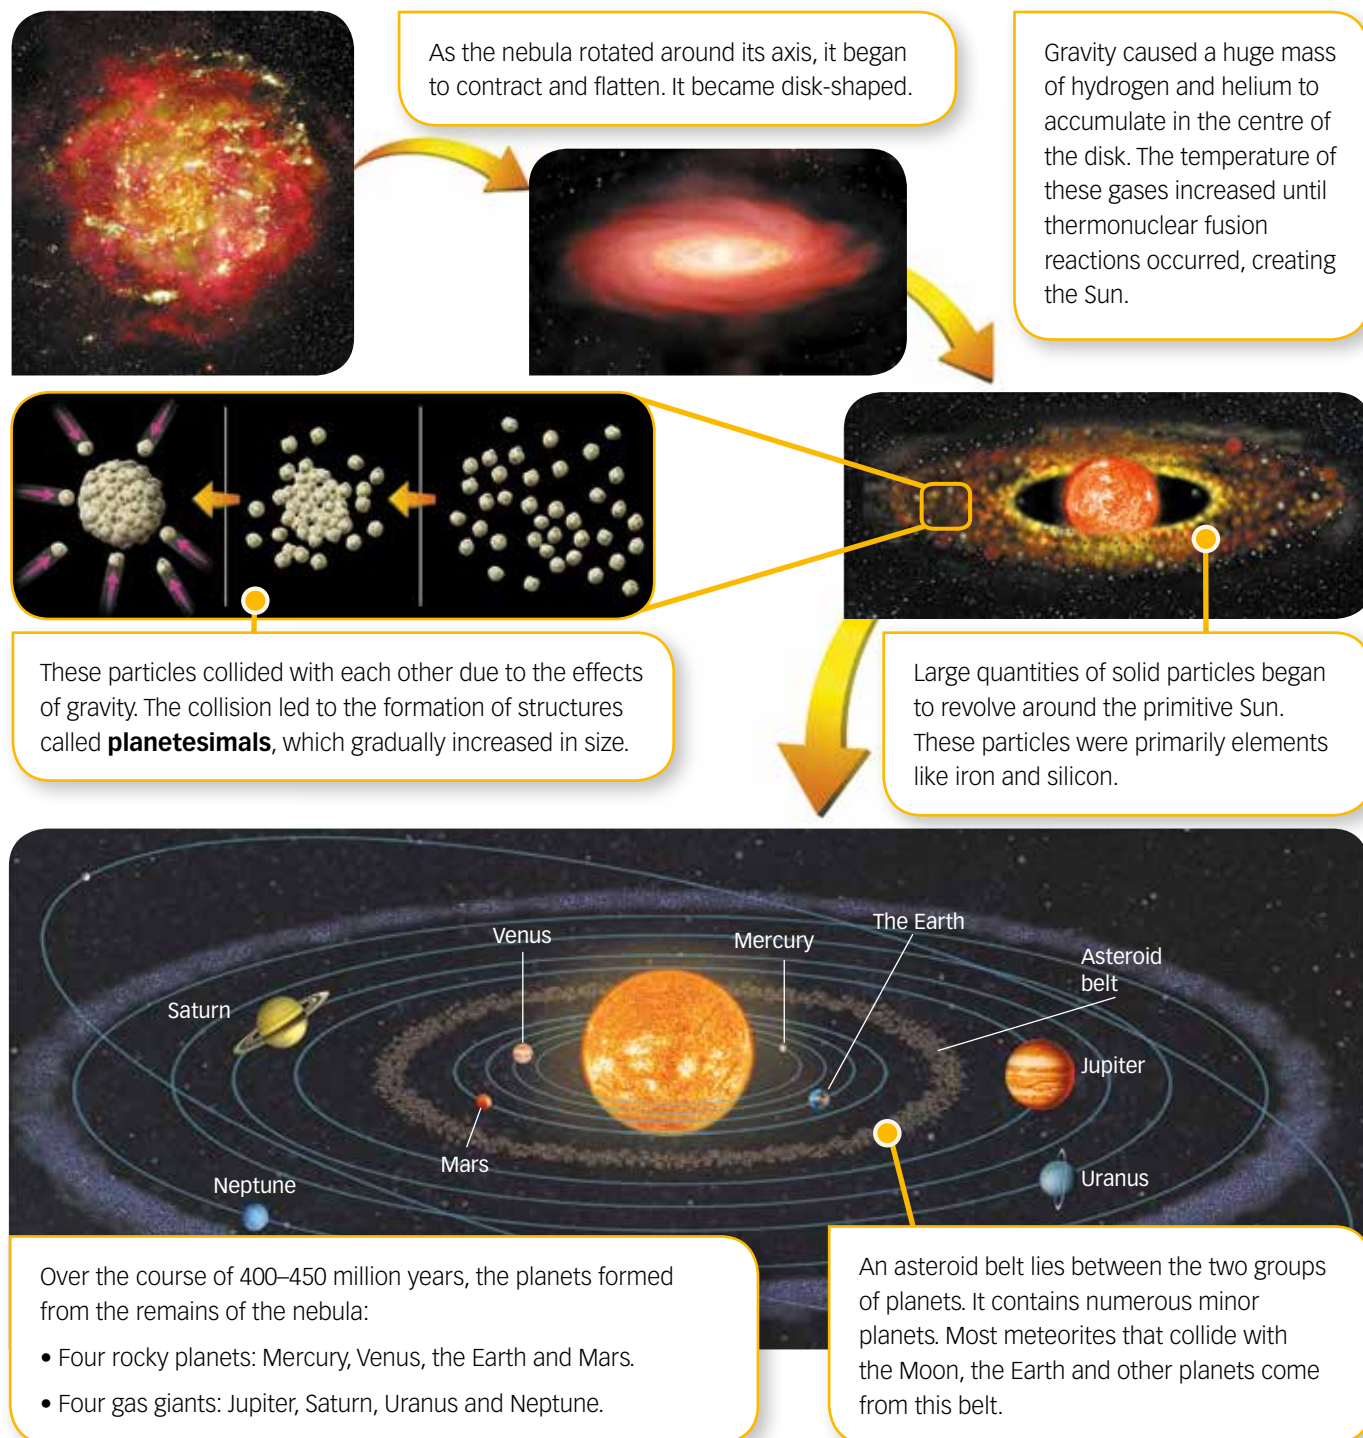 As the nebula rotated around its axis, it began
to contract and flatten. It became disk-shaped.
Gravity caused a huge mass
of hydrogen and helium to
accumulate in the centre of
the disk. The temperature of
these gases increased until
thermonuclear fusion
reactions occurred, creating
the Sun.
These particles collided with each other due to the effects
of gravity. The collision led to the formation of structures
called planetesimals, which gradually increased in size.
Large quantities of solid particles began
to revolve around the primitive Sun.
These particles were primarily elements
like iron and silicon.
Venus
Mercury
The Earth
Asteroid
belt
Saturn
Jupiter
Mars
Neptune
Uranus
Over the course of 400–450 million years, the planets formed
from the remains of the nebula:
• Four rocky planets: Mercury, Venus, the Earth and Mars.
• Four gas giants: Jupiter, Saturn, Uranus and Neptune.
An asteroid belt lies between the two groups
of planets. It contains numerous minor
planets. Most meteorites that collide with
the Moon, the Earth and other planets come
from this belt.